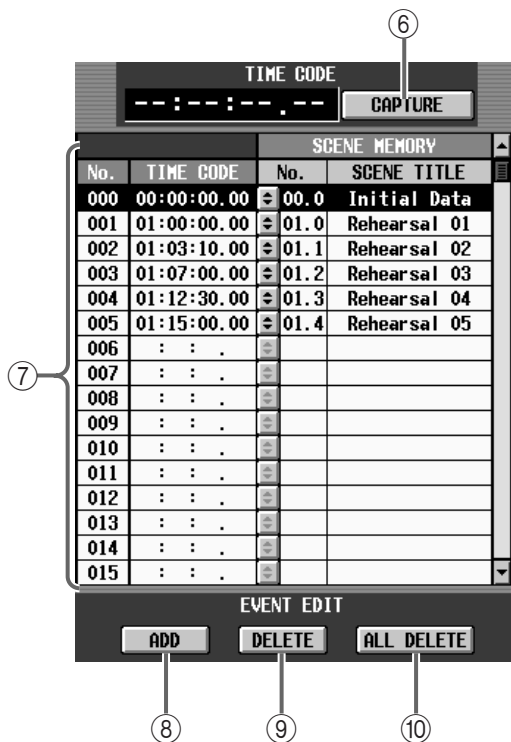 ⑥
TIME CODE
--:--:--.-- CAPTURE
SCENE MEMORY
No. TIME CODE No. SCENE TITLE
000 00:00:00.00 00.0 Initial Data
001 01:00:00.00 01.0 Rehearsal 01
002 01:03:10.00 01.1 Rehearsal 02
003 01:07:00.00 01.2 Rehearsal 03
004 01:12:30.00 01.3 Rehearsal 04
005 01:15:00.00 01.4 Rehearsal 05
006 : : .
⑦ 007 : : .
008 : : .
009 : : .
010 : : .
011 : : .
012 : : .
013 : : .
014 : : .
015 : : .
EVENT EDIT
ADD DELETE ALL DELETE
⑧ ⑨ ⑩